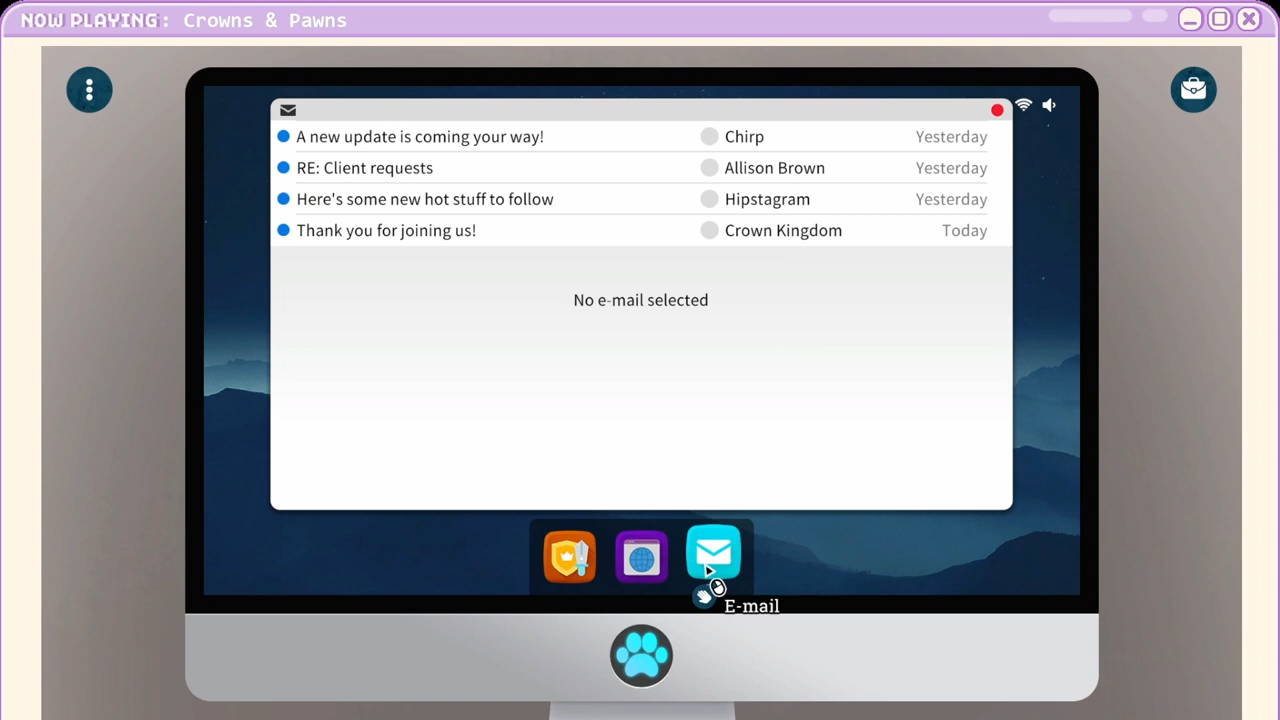 NOW PLAYING: Crowns & Pawns
A new update is coming your way! Chirp Yesterday
RE: Client requests Allison Brown Yesterday
Here's some new hot stuff to follow Hipstagram Yesterday
Thank you for joining us! Crown Kingdom Today
No e-mail selected
E-mail